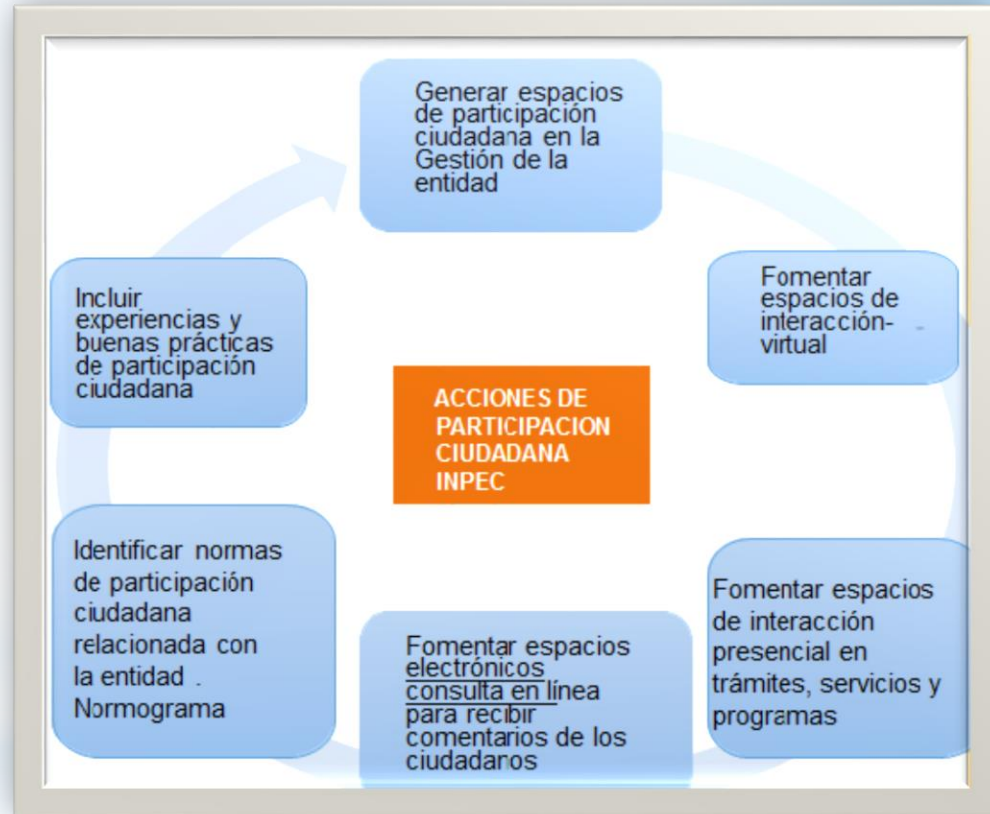 Generar espacios
de participación
ciudadana en la
Gestión de la
entidad
Fomentar
espacios de
interacción-
virtual
Fomentar espacios
de interacción
presencial en
trámites, servicios y
programas
Fomentar espacios
electrónicos
consulta en línea
para recibir
comentarios de los
ciudadanos
Identificar normas
de participación
ciudadana
relacionada con
la entidad .
Normograma
Incluir
experiencias y
buenas prácticas
de participación
ciudadana
ACCIONES DE
PARTICIPACION
CIUDADANA
INPEC